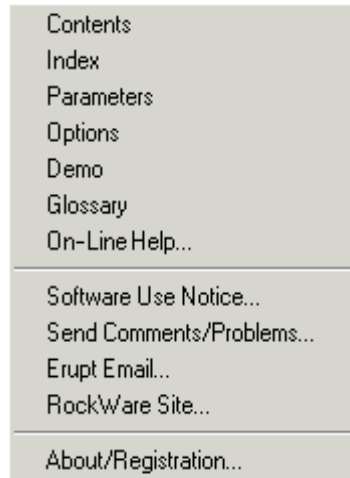 Contents
Index
Parameters
Options
Demo
Glossary
On-Line Help...
Software Use Notice...
Send Comments/Problems...
Erupt Email...
RockWare Site...
About/Registration...